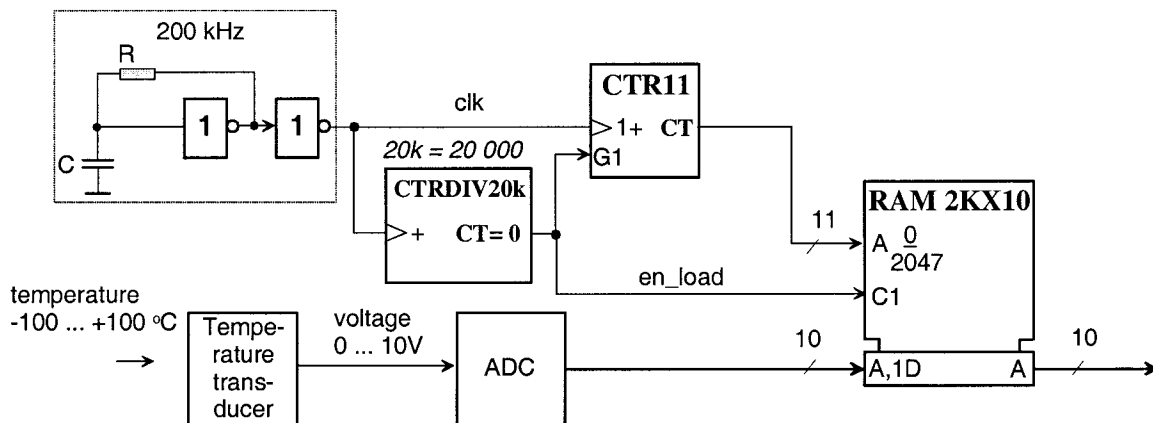 200 kHz
R
1
1
C
clk
20k = 20 000
CTR11
1+ CT
G1
CTRDIV20k
+ CT= 0
RAM 2KX10
11
A 0
2047
en_load
C1
temperature
-100 ... +100 °C
Tempe-
rature
trans-
ducer
voltage
0 ... 10V
ADC
10
A,1D A
10